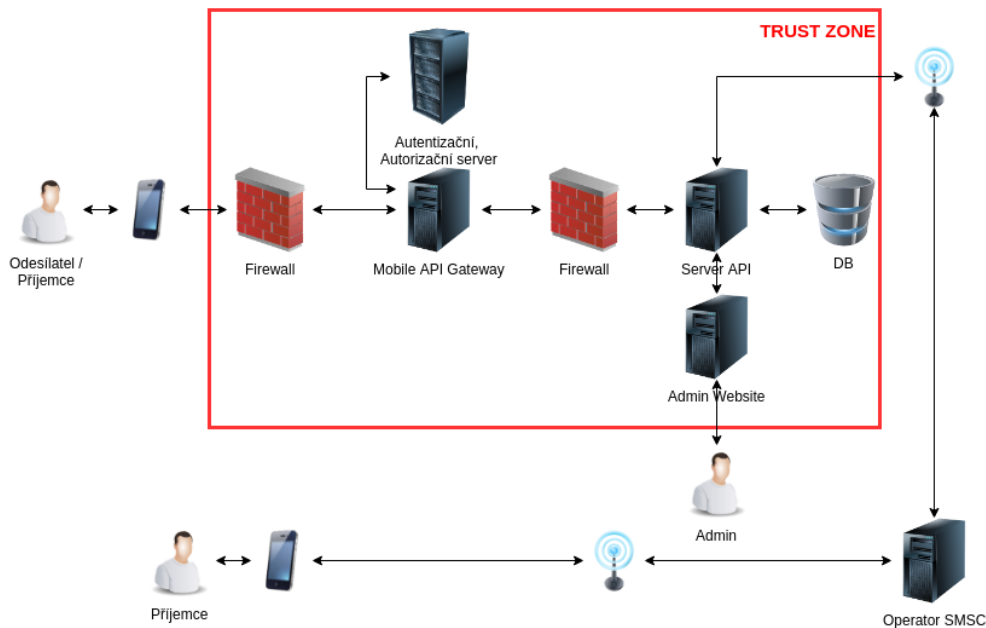 TRUST ZONE
Autentizační,
Autorizační server
Odesílatel /
Příjemce
Firewall
Mobile API Gateway
Firewall
Server API
DB
Admin Website
Admin
Příjemce
Operator SMSC